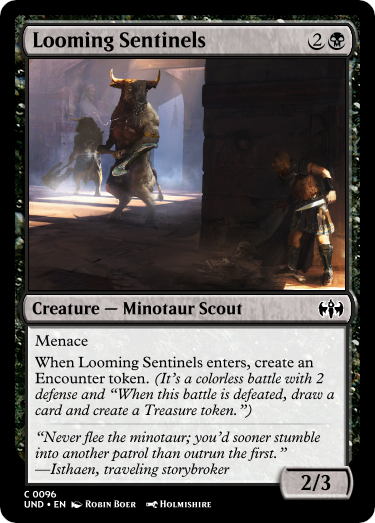 Looming Sentinels 2
Creature — Minotaur Scout
Menace
When Looming Sentinels enters, create an
Encounter token. (It's a colorless battle with 2
defense and “When this battle is defeated, draw a
card and create a Treasure token.”)
“Never flee the minotaur; you’d sooner stumble
into another patrol than outrun the first.”
—Isthaen, traveling storybroker
2/3
C 0096
UND • EN Robin Boer Holmishire